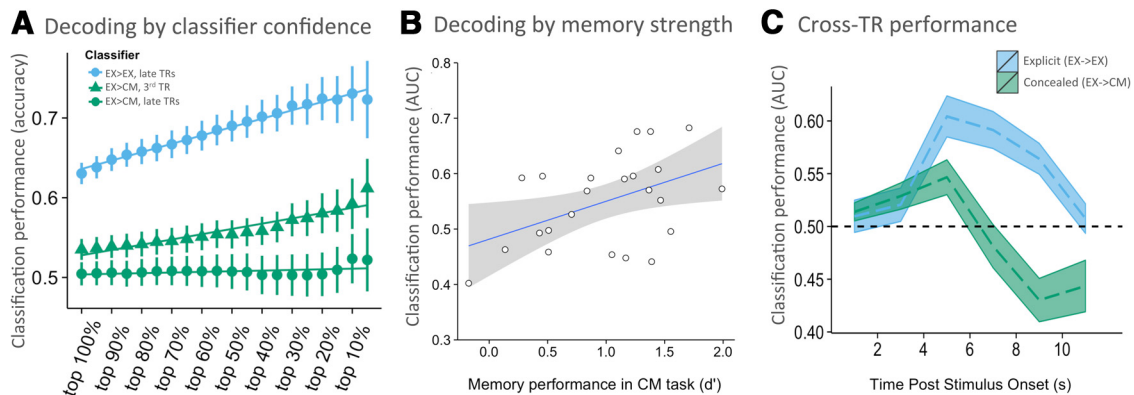 A Decoding by classifier confidence
Classifier
EX>EX, late TRs
EX>CM, 3rd TR
EX>CM, late TRs
Classification performance (accuracy)
0.7
0.6
0.5
top 100%
top 90%
top 80%
top 70%
top 60%
top 50%
top 40%
top 30%
top 20%
top 10%
B Decoding by memory strength
Classification performance (AUC)
0.8
0.7
0.6
0.5
0.4
0.3
0.0 0.5 1.0 1.5 2.0
Memory performance in CM task (d')
C Cross-TR performance
Explicit (EX->EX)
Concealed (EX->CM)
Classification performance (AUC)
0.60
0.55
0.50
0.45
0.40
2 4 6 8 10
Time Post Stimulus Onset (s)